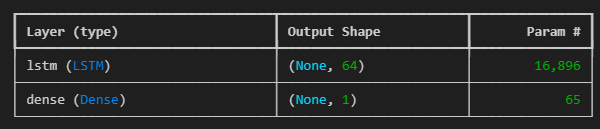 Layer (type) Output Shape Param #
lstm (LSTM) (None, 64) 16,896
dense (Dense) (None, 1) 65